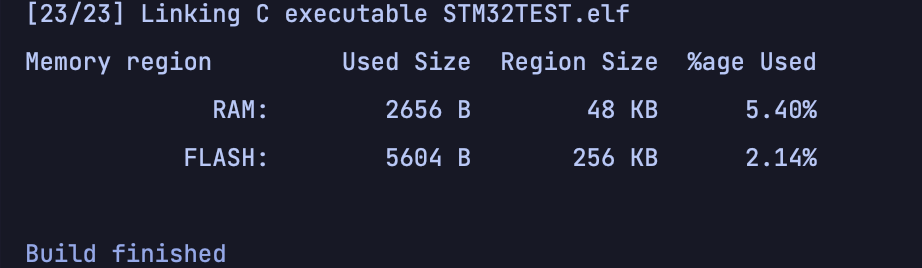 [23/23] Linking C executable STM32TEST.elf
Memory region         Used Size  Region Size  %age Used
             RAM:        2656 B        48 KB      5.40%
           FLASH:        5604 B       256 KB      2.14%
Build finished